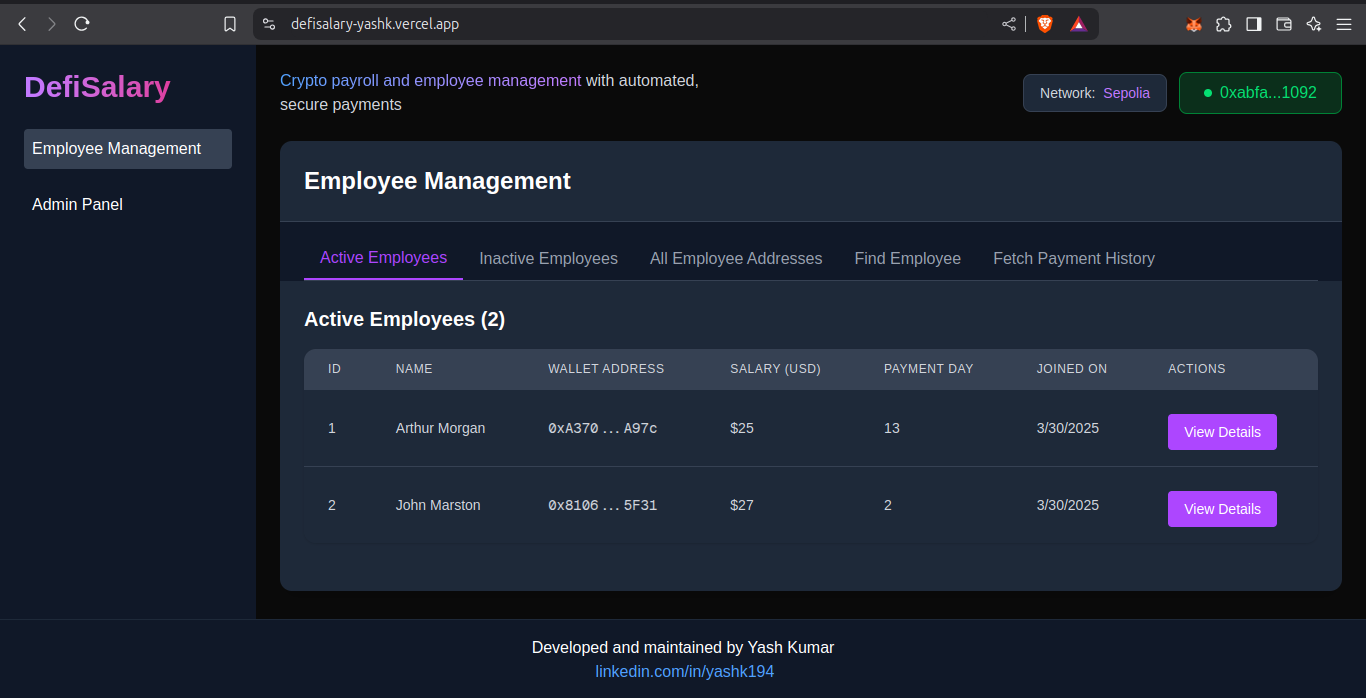 defisalary-yashk.vercel.app
DefiSalary
Employee Management
Admin Panel
Crypto payroll and employee management with automated,
secure payments
Network: Sepolia
0xabfa...1092
Employee Management
Active Employees Inactive Employees All Employee Addresses Find Employee Fetch Payment History
Active Employees (2)
ID NAME WALLET ADDRESS SALARY (USD) PAYMENT DAY JOINED ON ACTIONS
1 Arthur Morgan 0xA370...A97c $25 13 3/30/2025 View Details
2 John Marston 0x8106...5F31 $27 2 3/30/2025 View Details
Developed and maintained by Yash Kumar
linkedin.com/in/yashk194